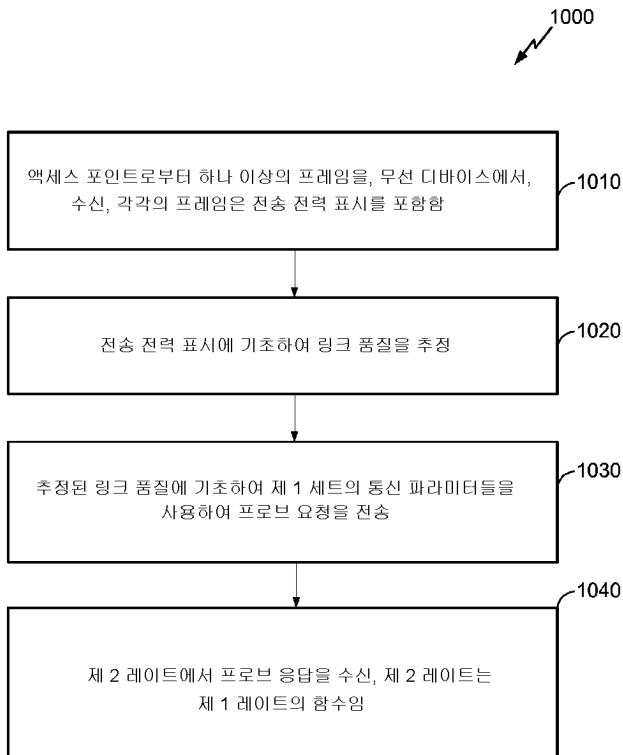 1000
액세스 포인트로부터 하나 이상의 프레임을, 무선 디바이스에서,
수신, 각각의 프레임은 전송 전력 표시를 포함함
1010
전송 전력 표시에 기초하여 링크 품질을 추정
1020
추정된 링크 품질에 기초하여 제 1 세트의 통신 파라미터들을
사용하여 프로브 요청을 전송
1030
제 2 레이트에서 프로브 응답을 수신, 제 2 레이트는
제 1 레이트의 함수임
1040